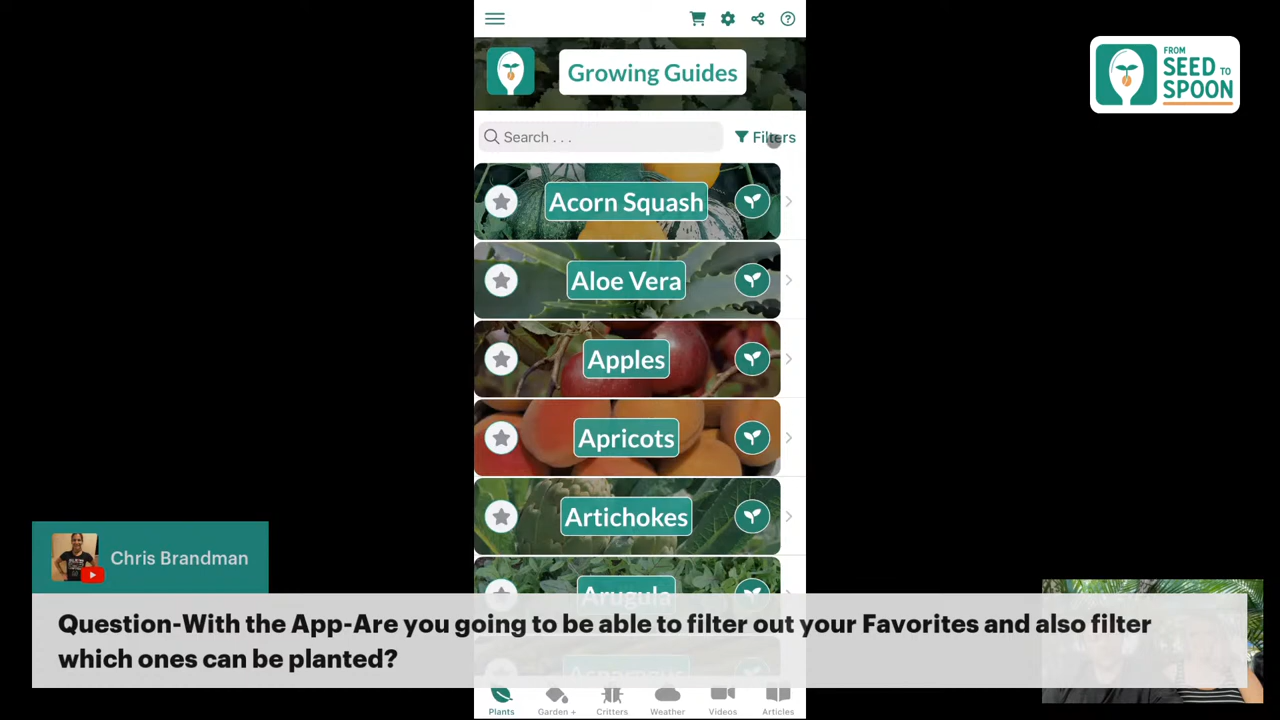 Growing Guides
FROM
SEED TO
SPOON
Search . . .
Filters
Acorn Squash
Aloe Vera
Apples
Apricots
Artichokes
Arugula
Asparagus
Chris Brandman
Question-With the App-Are you going to be able to filter out your Favorites and also filter
which ones can be planted?
Plants
Garden +
Critters
Weather
Videos
Articles